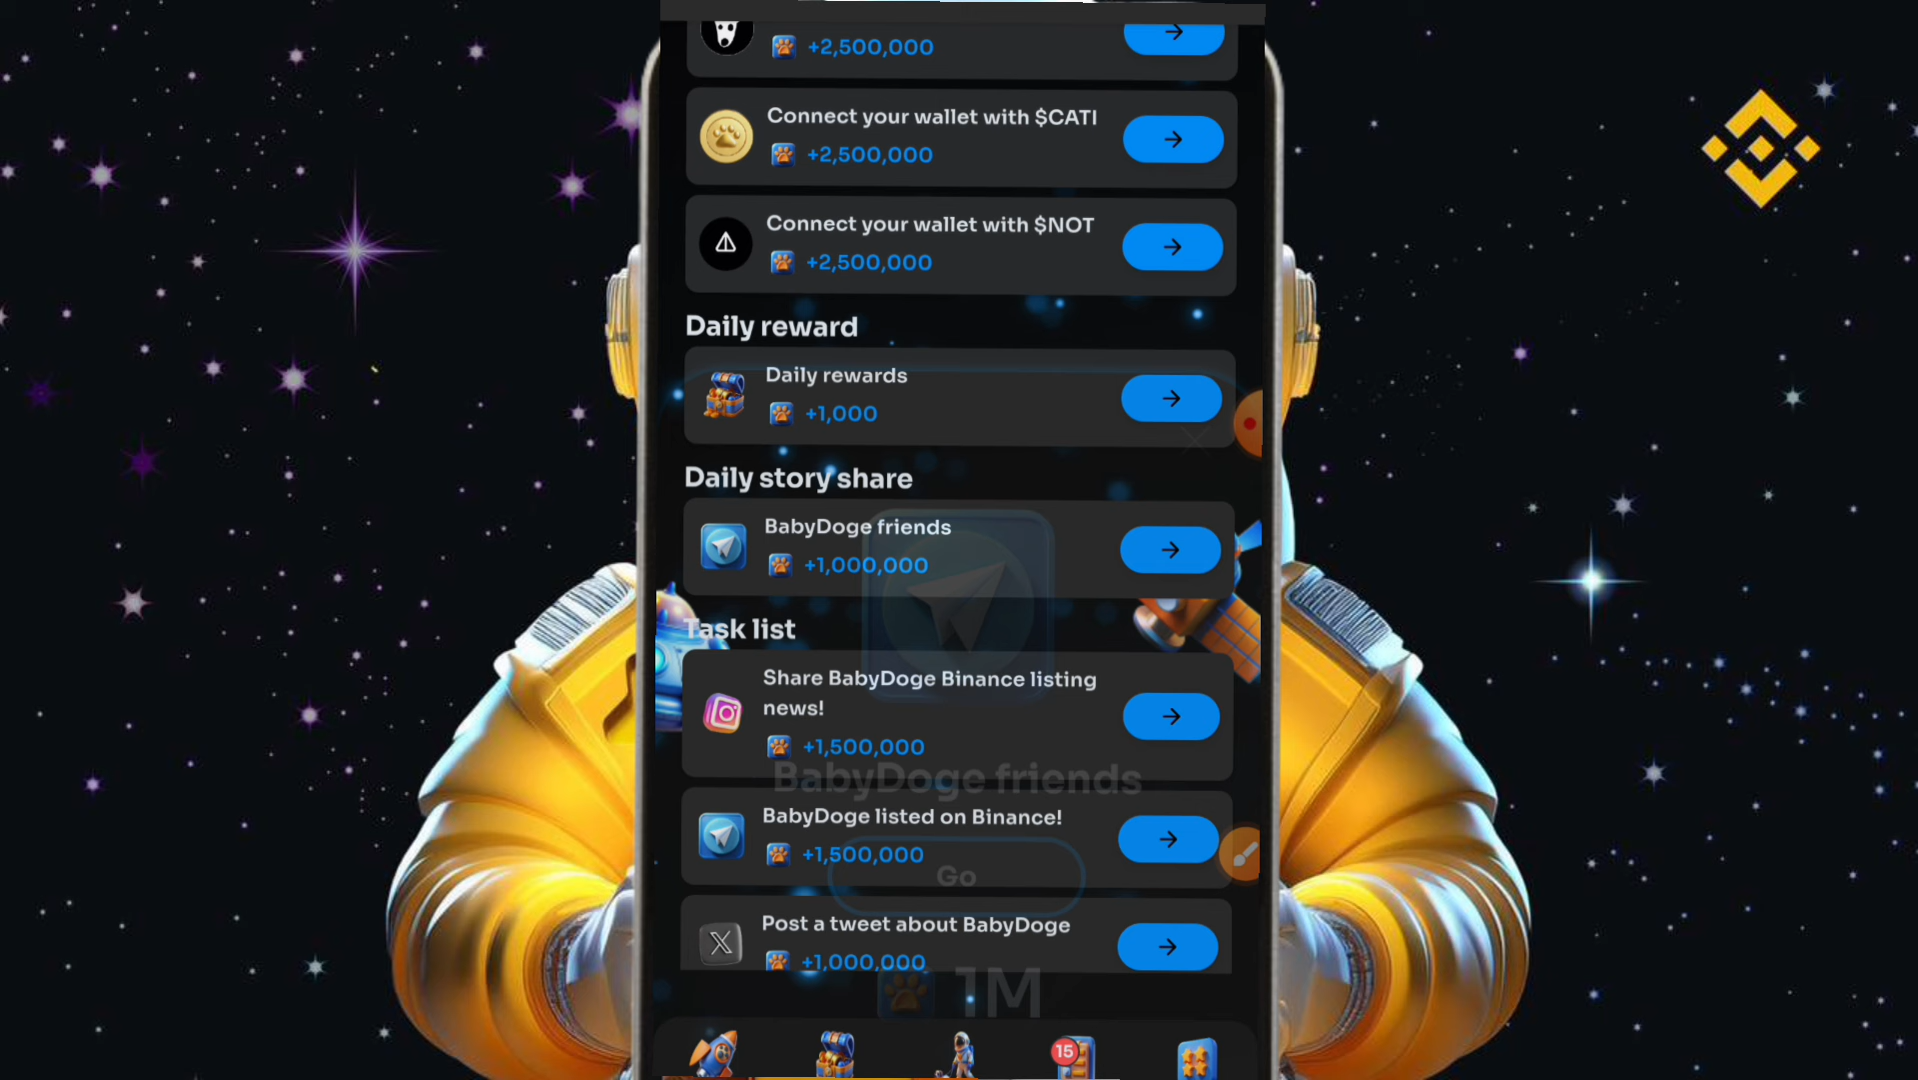 +2,500,000
Connect your wallet with $CATI
+2,500,000
Connect your wallet with $NOT
+2,500,000
Daily reward
Daily rewards
+1,000
Daily story share
BabyDoge friends
+1,000,000
Task list
Share BabyDoge Binance listing
news!
+1,500,000
BabyDoge friends
BabyDoge listed on Binance!
+1,500,000
Go
Post a tweet about BabyDoge
+1,000,000
1M
15